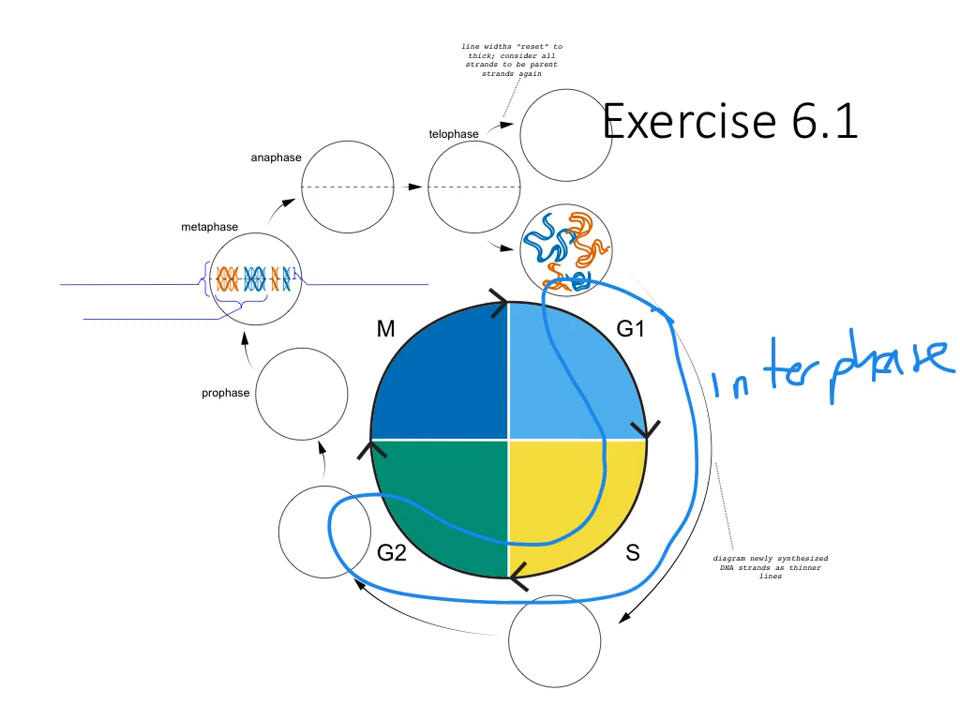 line widths "reset" to
thick; consider all
strands to be parent
strands again
Exercise 6.1
telophase
anaphase
metaphase
M
G1
interphase
prophase
G2
S
diagram newly synthesized
DNA strands as thinner
lines